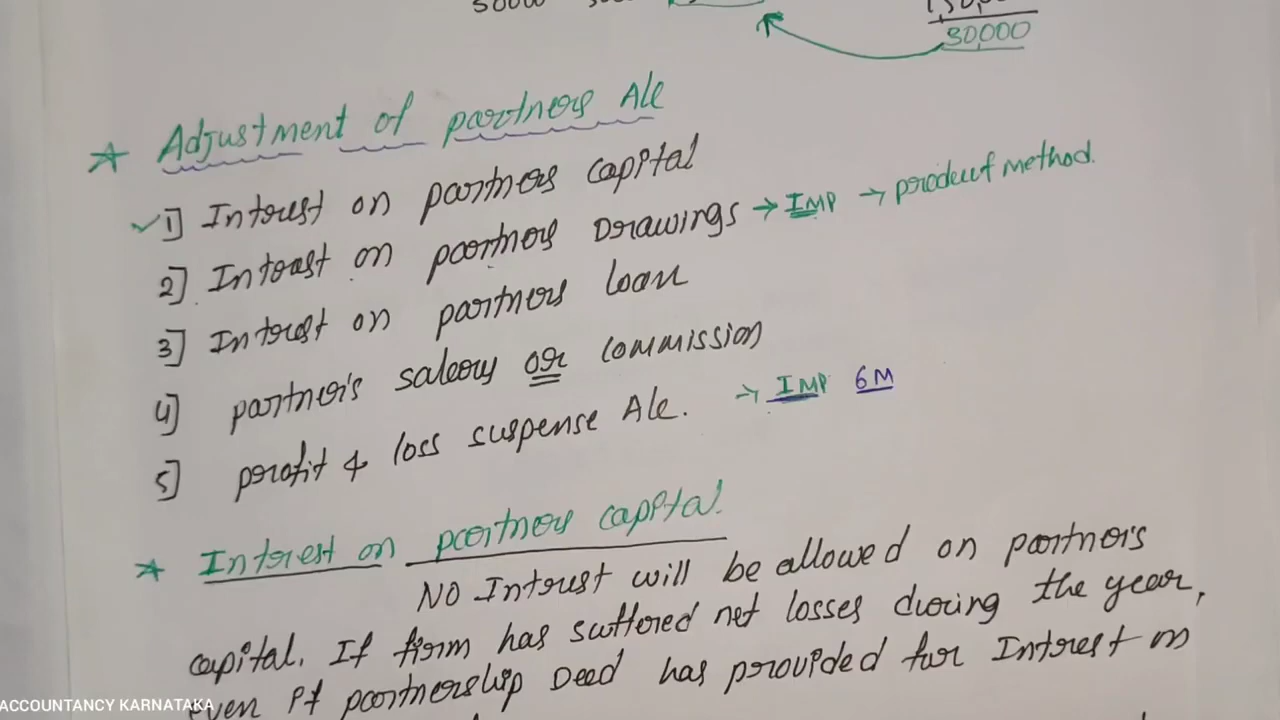 30,000
★ Adjustment of partners A/c
✓ 1] Interest on partners capital
2] Interest on partners Drawings → IMP → product method.
3] Interest on partners loan
4] partner's salary or commission
5] profit & loss suspense A/c. → IMP 6M
★ Interest on partners capital.
NO Interest will be allowed on partner's
capital. If firm has suffered net losses during the year,
even if partnership Deed has provided for Interest on
ACCOUNTANCY KARNATAKA